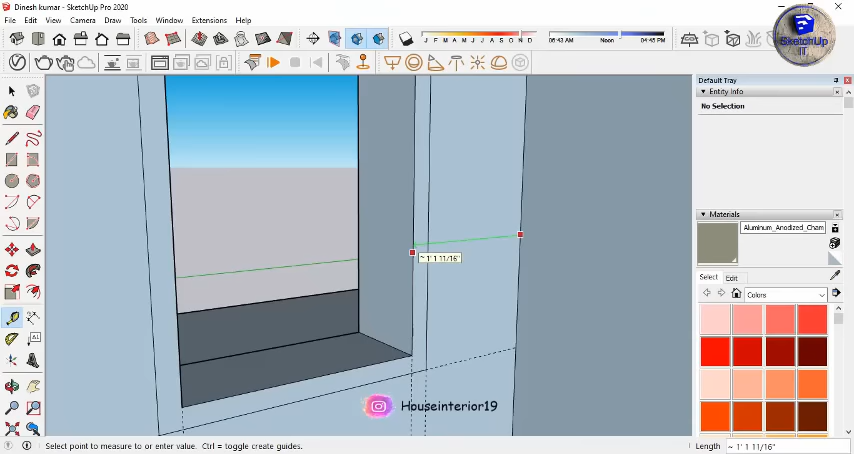 Dinesh kumar - SketchUp Pro 2020
File Edit View Camera Draw Tools Window Extensions Help
J F M A M J J A S O N D
06:43 AM Noon 04:45 PM
SketchUp
IT
Default Tray
Entity Info
No Selection
~ 1' 1 11/16"
Materials
Aluminum_Anodized_Cham
Select Edit
Colors
Houseinterior19
Select point to measure to or enter value. Ctrl = toggle create guides.
Length ~ 1' 1 11/16"